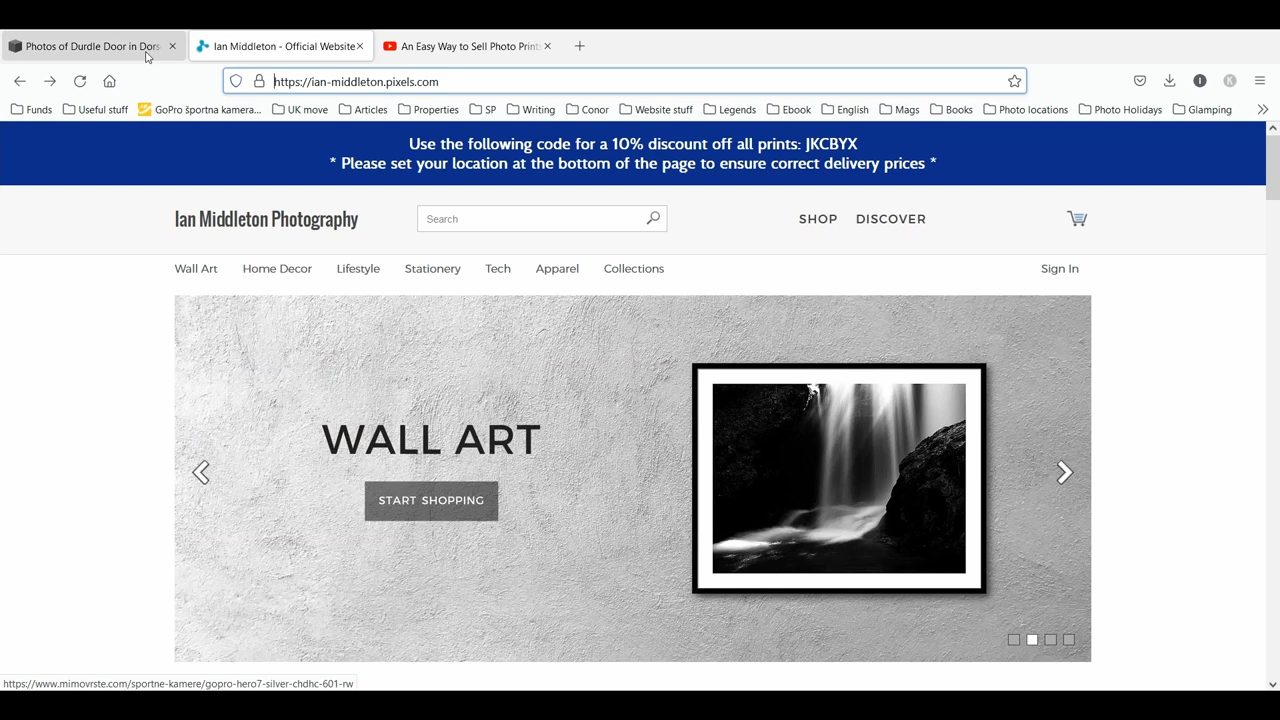 Photos of Durdle Door in Dors
Ian Middleton - Official Website
An Easy Way to Sell Photo Prin
https://ian-middleton.pixels.com
Funds Useful stuff GoPro športna kamera... UK move Articles Properties SP Writing Conor Website stuff Legends Ebook English Mags Books Photo locations Photo Holidays Glamping
Use the following code for a 10% discount off all prints: JKCBYX
* Please set your location at the bottom of the page to ensure correct delivery prices *
Ian Middleton Photography
Search
SHOP DISCOVER
Wall Art Home Decor Lifestyle Stationery Tech Apparel Collections Sign In
WALL ART
START SHOPPING
https://www.mimovrste.com/sportne-kamere/gopro-hero7-silver-chdhc-601-rw